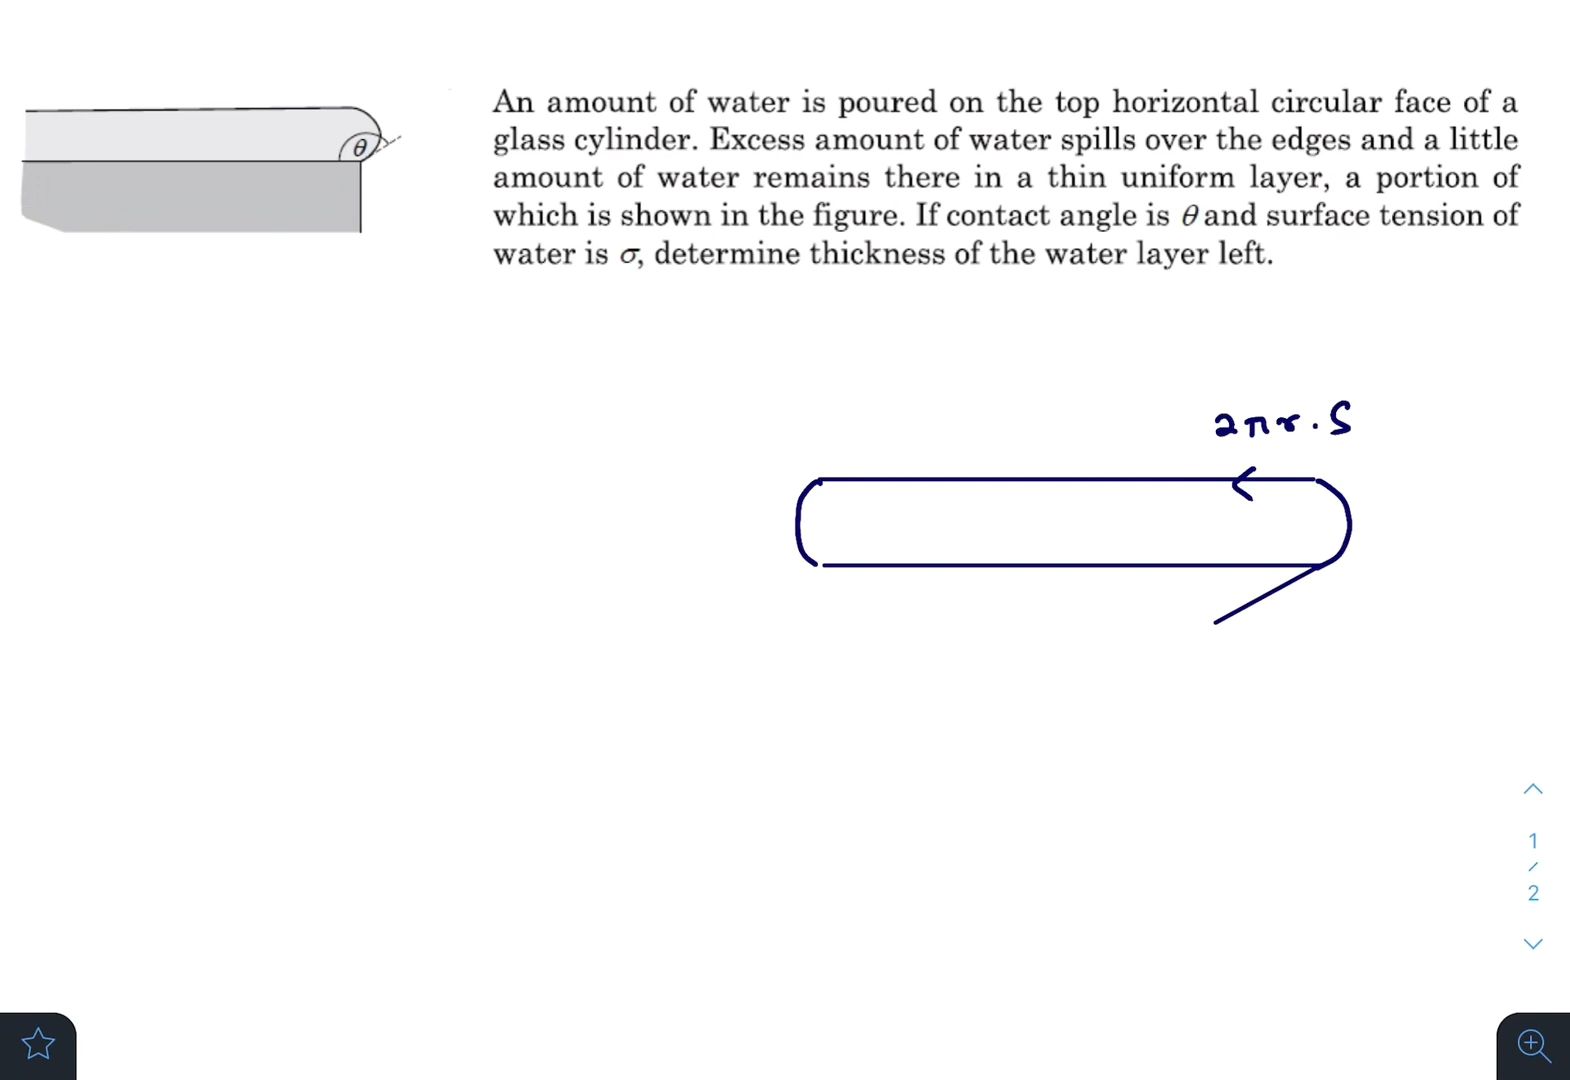 An amount of water is poured on the top horizontal circular face of a
glass cylinder. Excess amount of water spills over the edges and a little
amount of water remains there in a thin uniform layer, a portion of
which is shown in the figure. If contact angle is θ and surface tension of
water is σ, determine thickness of the water layer left.
θ
2πr.S
1
/
2